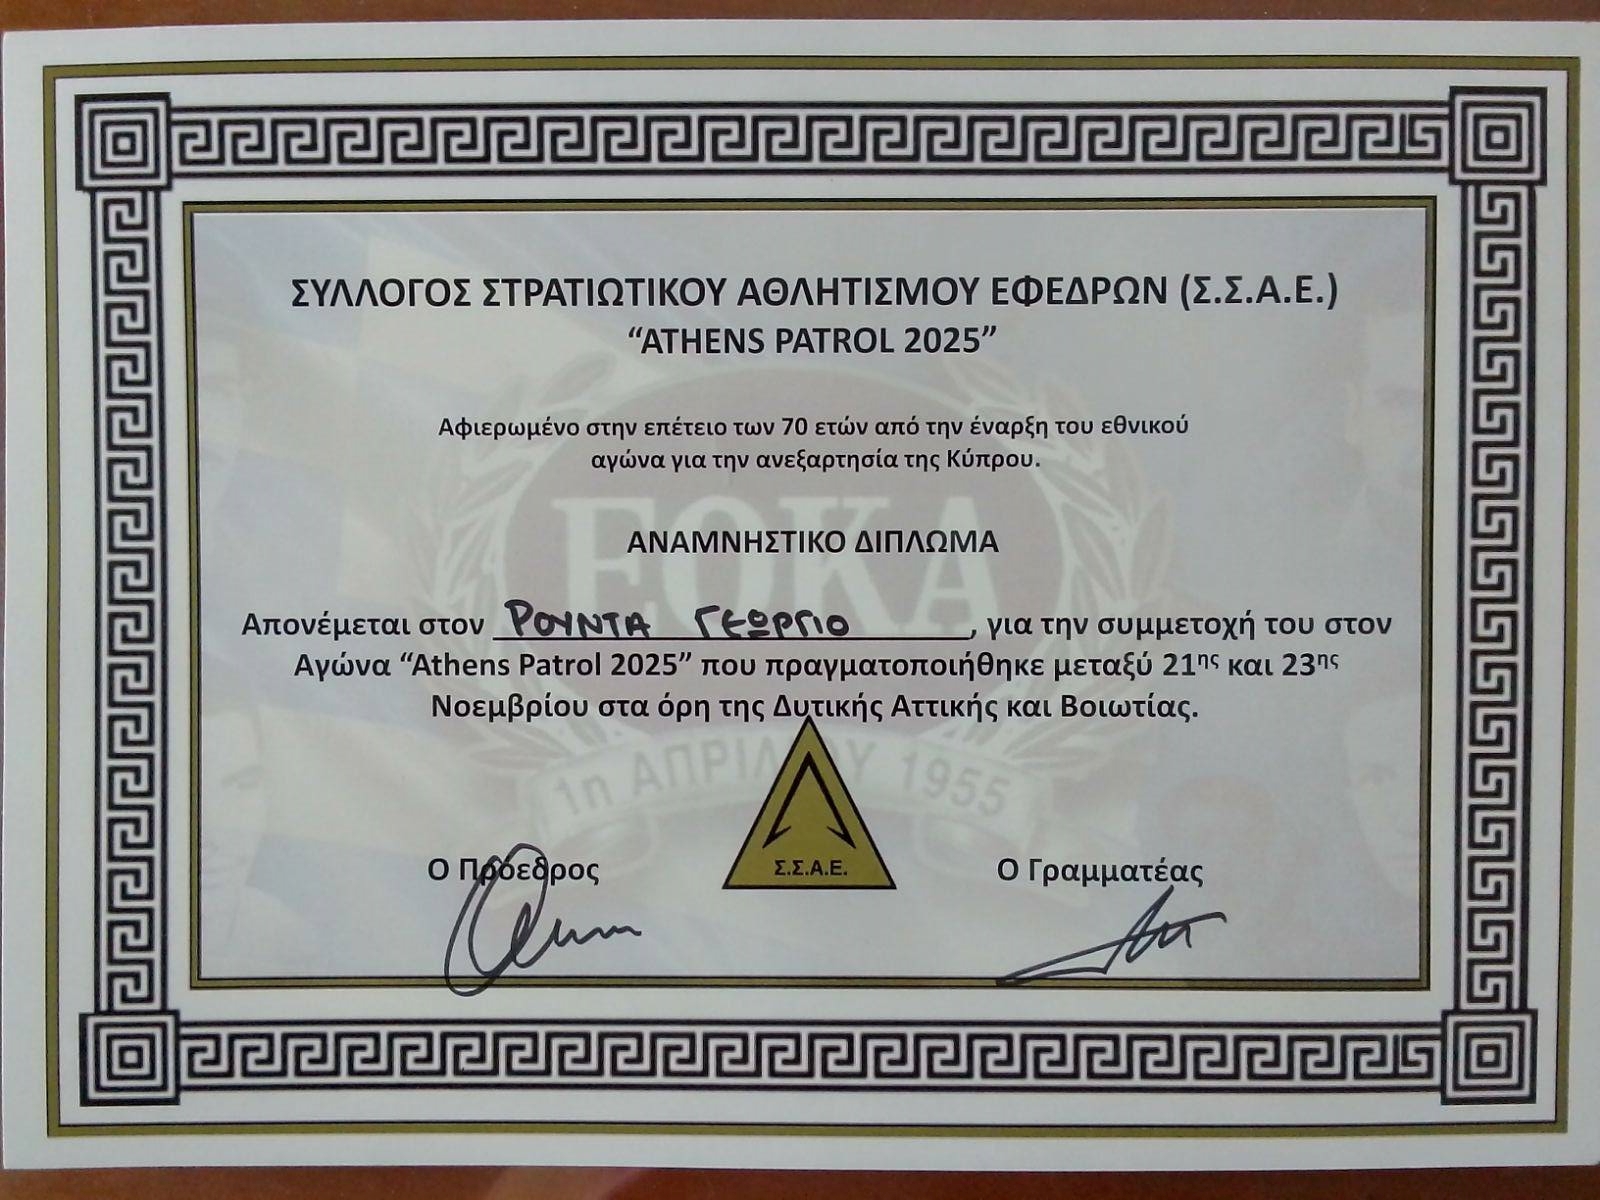 ΣΥΛΛΟΓΟΣ ΣΤΡΑΤΙΩΤΙΚΟΥ ΑΘΛΗΤΙΣΜΟΥ ΕΦΕΔΡΩΝ (Σ.Σ.Α.Ε.)
“ATHENS PATROL 2025”
Αφιερωμένο στην επέτειο των 70 ετών από την έναρξη του εθνικού
αγώνα για την ανεξαρτησία της Κύπρου.
ΕΟΚΑ
ΑΝΑΜΝΗΣΤΙΚΟ ΔΙΠΛΩΜΑ
Απονέμεται στον ΡΟΥΝΤΑ ΓΕΩΡΓΙΟ, για την συμμετοχή του στον
Αγώνα “Athens Patrol 2025” που πραγματοποιήθηκε μεταξύ 21ης και 23ης
Νοεμβρίου στα όρη της Δυτικής Αττικής και Βοιωτίας.
1η ΑΠΡΙΛΙΟΥ 1955
Σ.Σ.Α.Ε.
Ο Πρόεδρος
Ο Γραμματέας